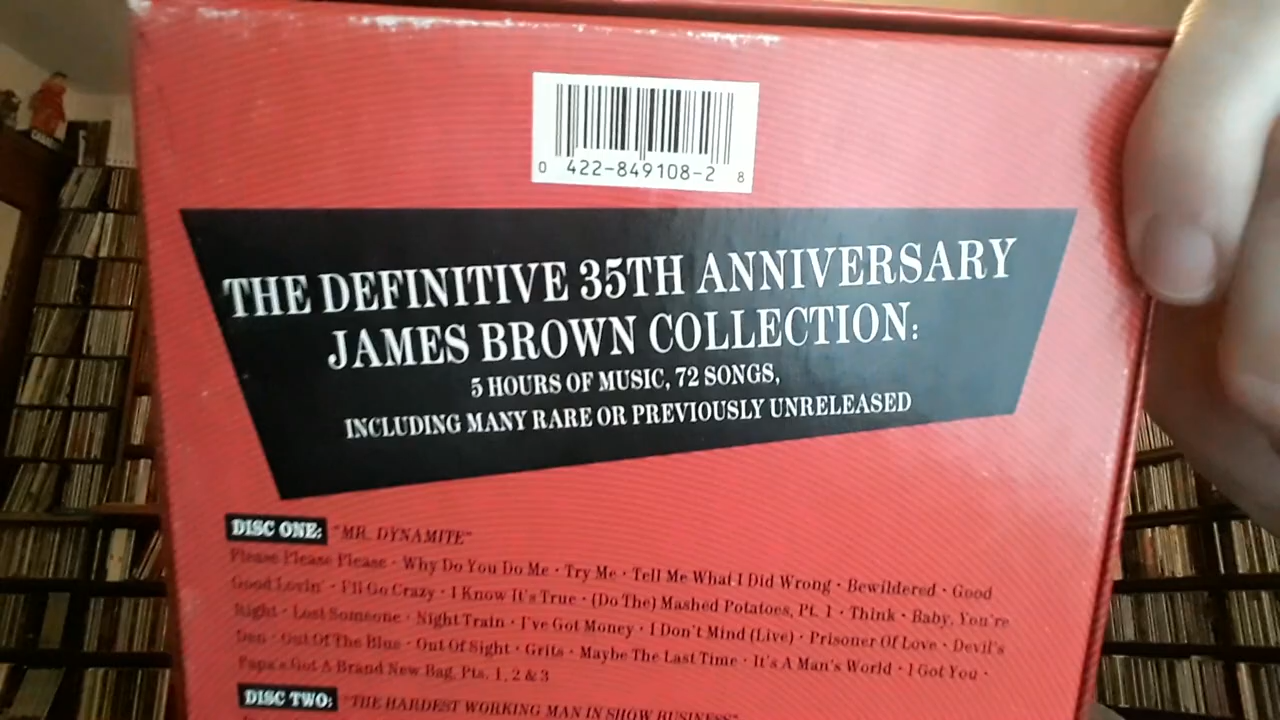 0 422-849108-2 8
THE DEFINITIVE 35TH ANNIVERSARY
JAMES BROWN COLLECTION:
5 HOURS OF MUSIC, 72 SONGS,
INCLUDING MANY RARE OR PREVIOUSLY UNRELEASED
DISC ONE: "MR. DYNAMITE"
Please Please Please · Why Do You Do Me · Try Me · Tell Me What I Did Wrong · Bewildered · Good
Good Lovin' · I'll Go Crazy · I Know It's True · (Do The) Mashed Potatoes, Pt. 1 · Think · Baby, You're
Right · Lost Someone · Night Train · I've Got Money · I Don't Mind (Live) · Prisoner Of Love · Devil's
Den · Out Of The Blue · Out Of Sight · Grits · Maybe The Last Time · It's A Man's World · I Got You ·
Papa's Got A Brand New Bag, Pts. 1, 2 & 3
DISC TWO: "THE HARDEST WORKING MAN IN SHOW BUSINESS"